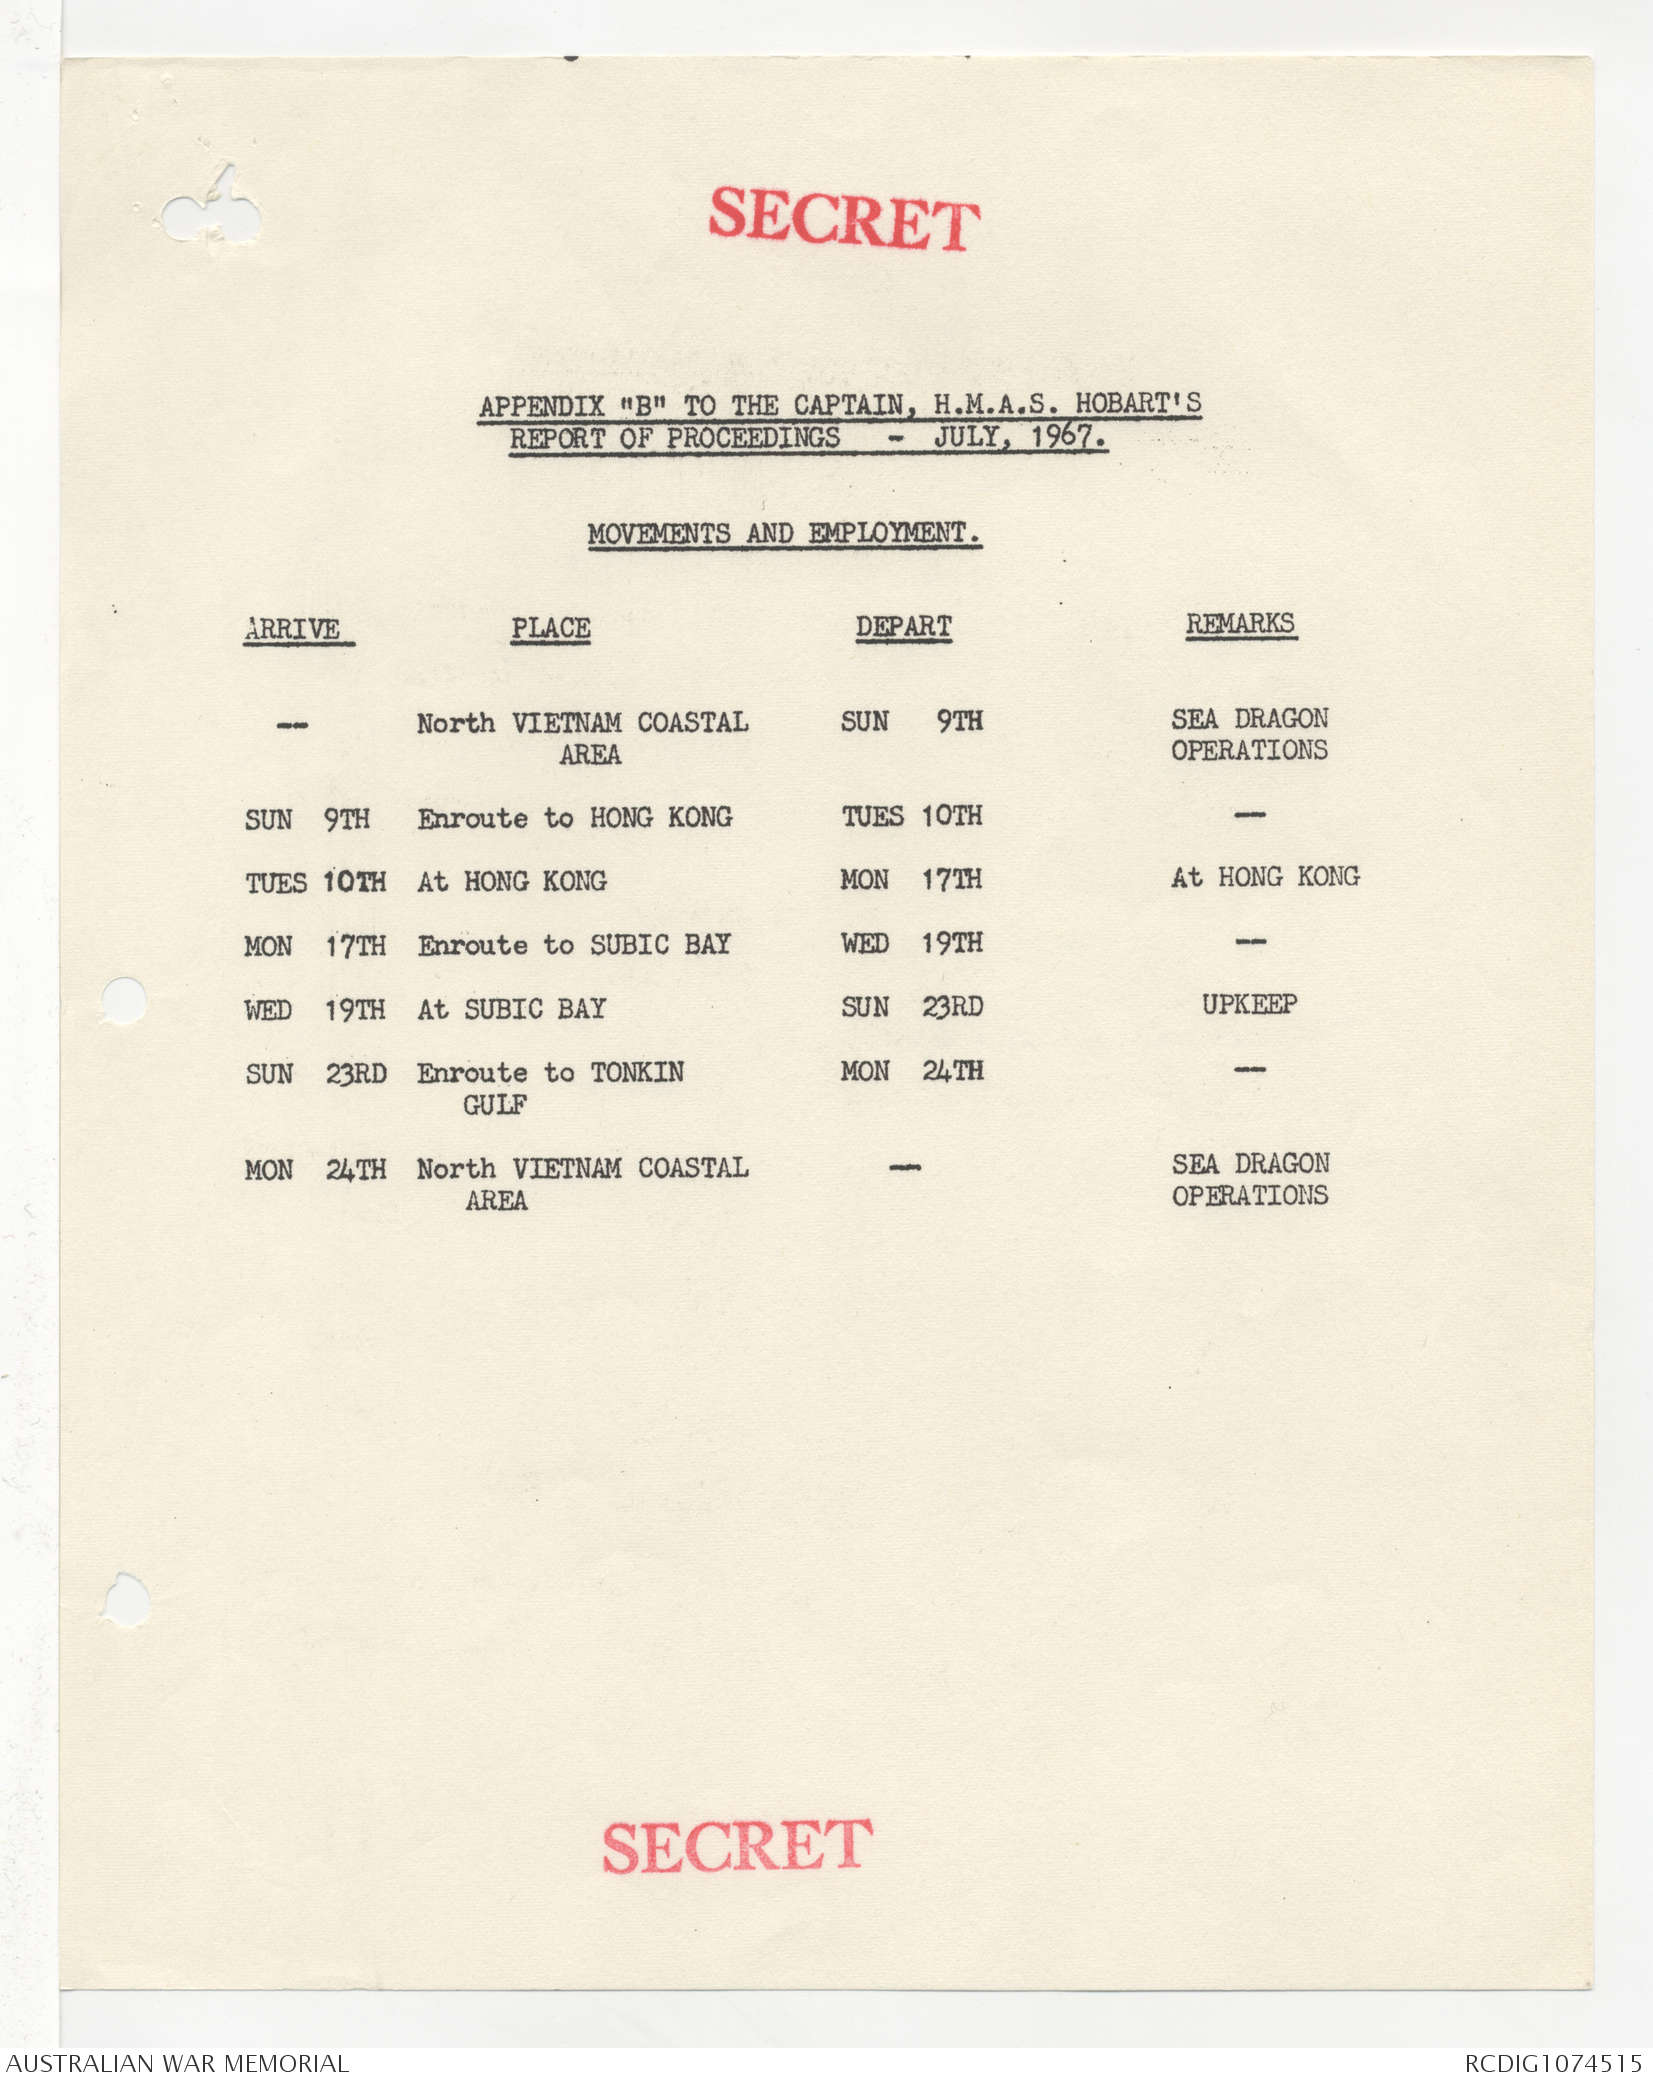 SECRET
APPENDIX "B" TO THE CAPTAIN, H.M.A.S. HOBART'S
REPORT OF PROCEEDINGS - JULY, 1967.
MOVEMENTS AND EMPLOYMENT.
ARRIVE PLACE DEPART REMARKS
-- North VIETNAM COASTAL SUN 9TH SEA DRAGON
AREA OPERATIONS
SUN 9TH Enroute to HONG KONG TUES 10TH --
TUES 10TH At HONG KONG MON 17TH At HONG KONG
MON 17TH Enroute to SUBIC BAY WED 19TH --
WED 19TH At SUBIC BAY SUN 23RD UPKEEP
SUN 23RD Enroute to TONKIN MON 24TH --
GULF
MON 24TH North VIETNAM COASTAL -- SEA DRAGON
AREA OPERATIONS
SECRET
AUSTRALIAN WAR MEMORIAL RCDIG1074515